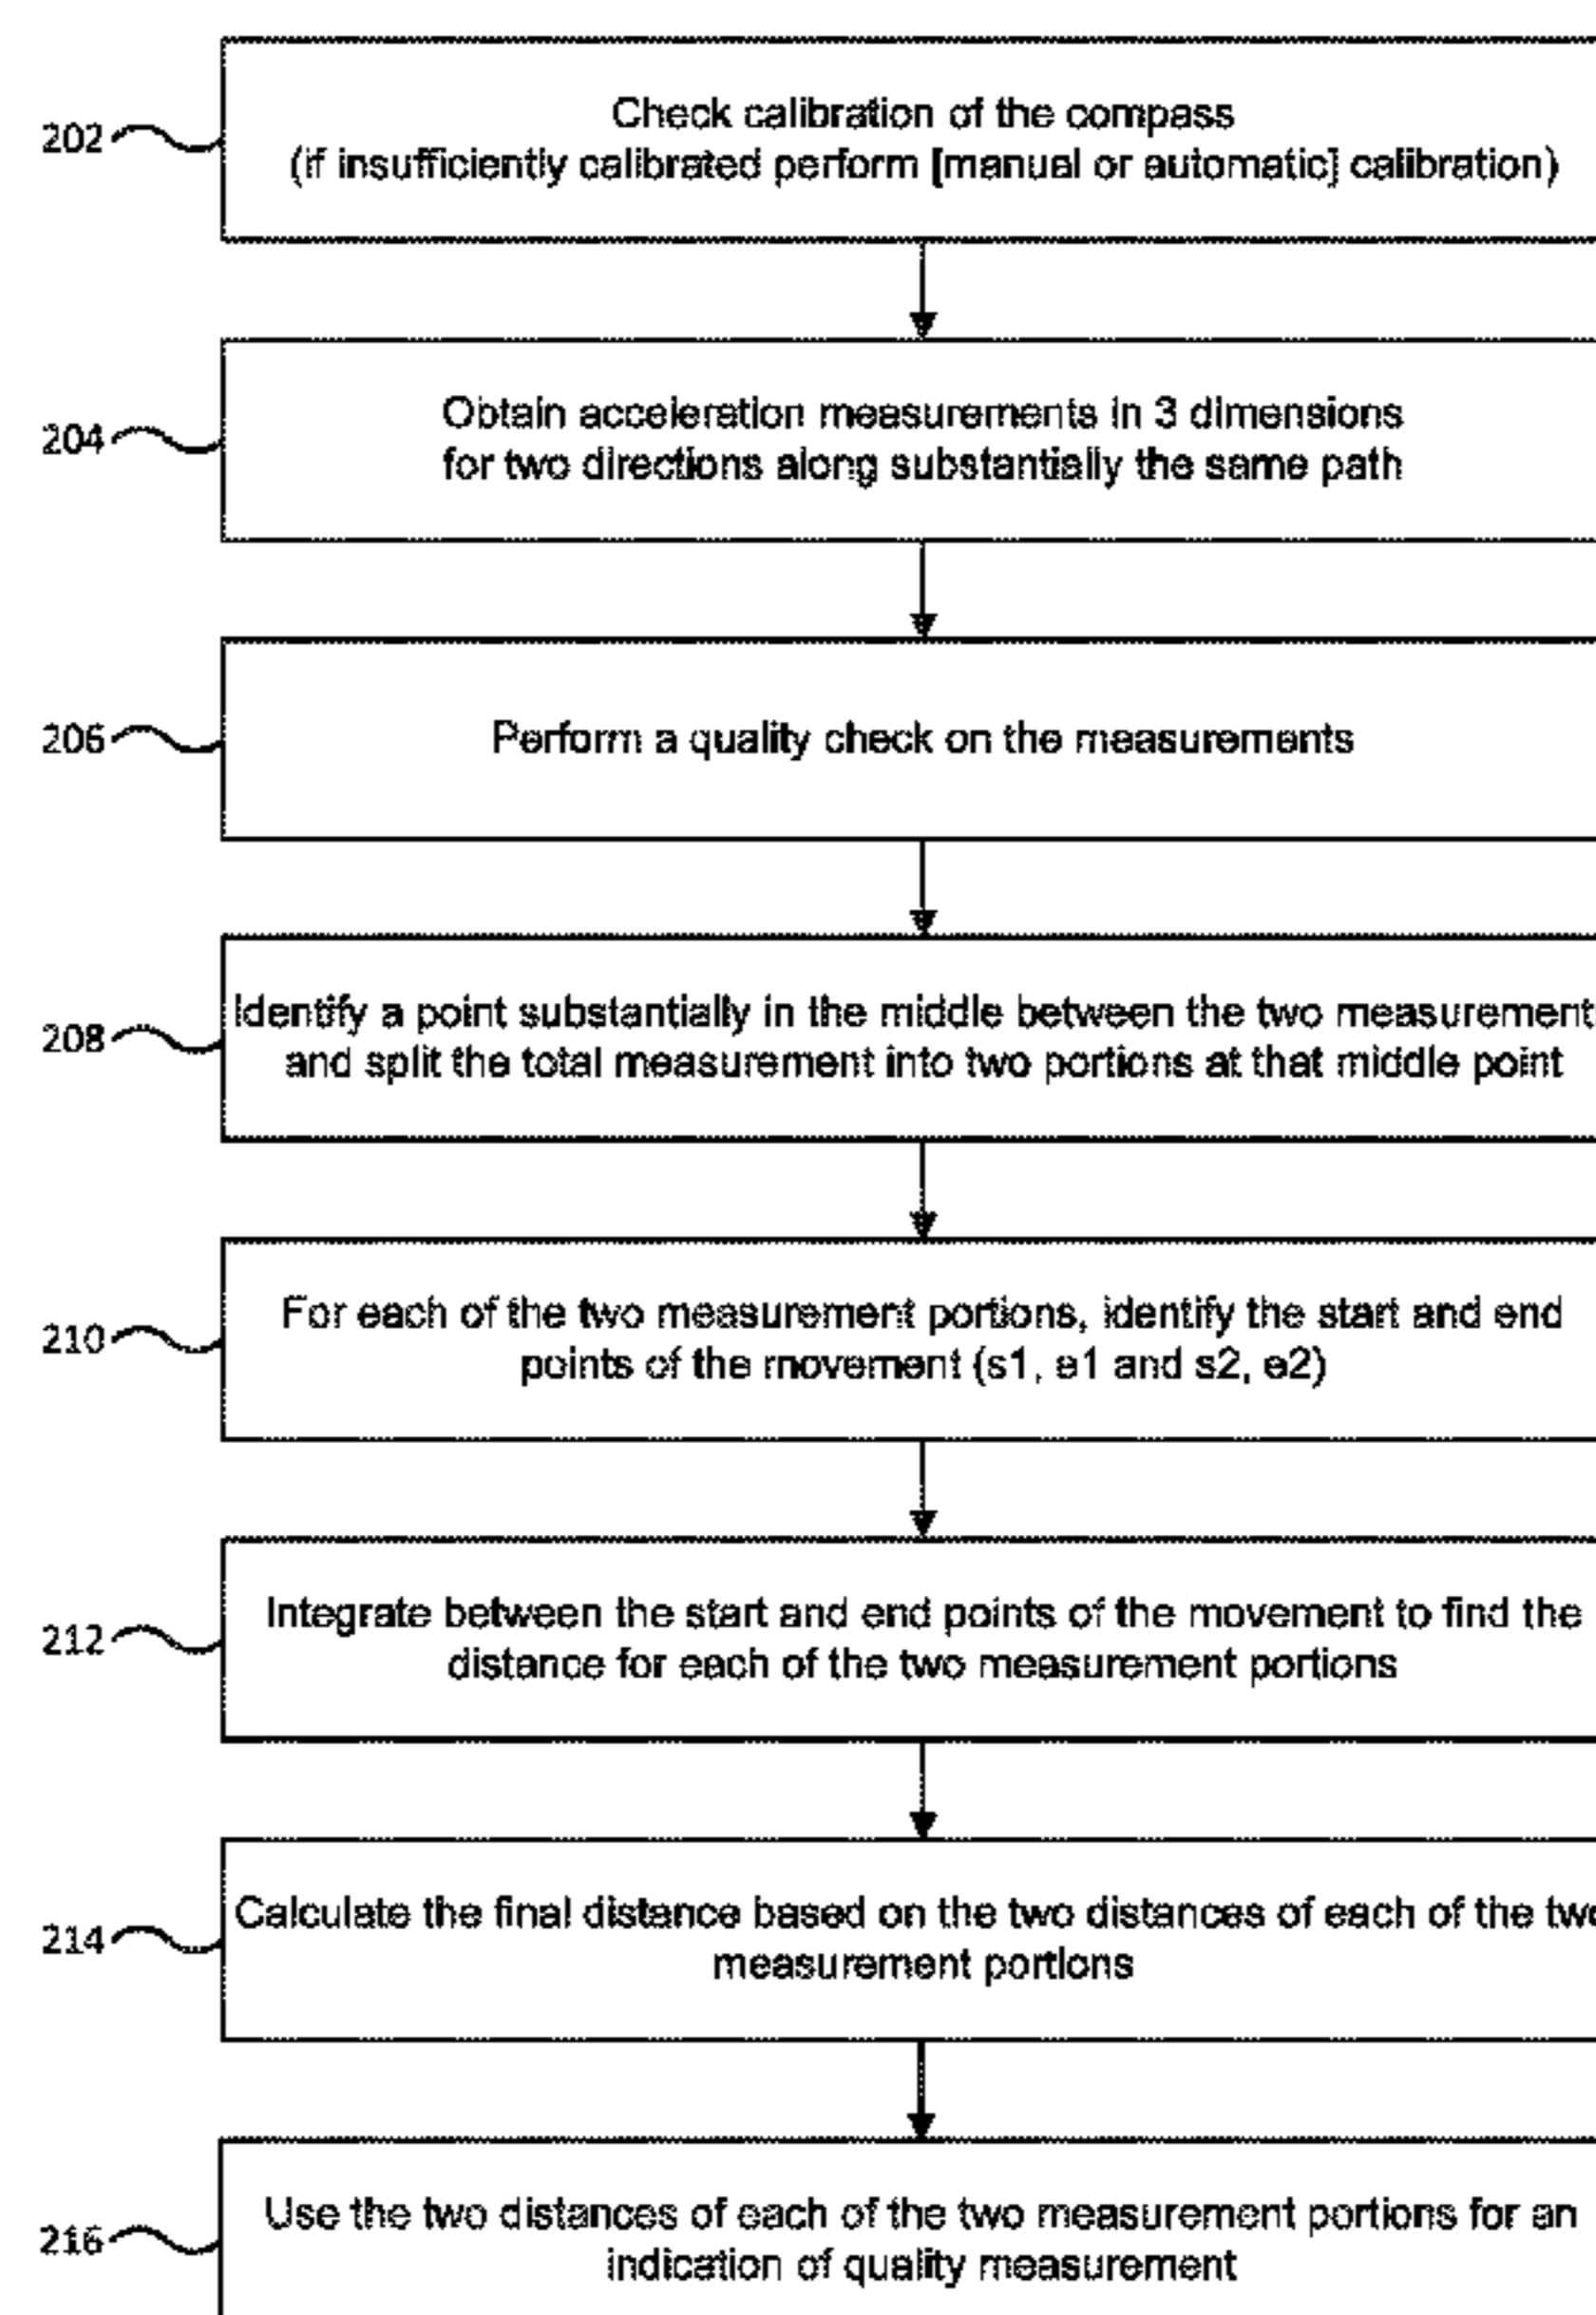 202
Check calibration of the compass
(if insufficiently calibrated perform [manual or automatic] calibration)
204
Obtain acceleration measurements in 3 dimensions
for two directions along substantially the same path
206
Perform a quality check on the measurements
208
Identify a point substantially in the middle between the two measurement
and split the total measurement into two portions at that middle point
210
For each of the two measurement portions, identify the start and end
points of the movement (s1, e1 and s2, e2)
212
Integrate between the start and end points of the movement to find the
distance for each of the two measurement portions
214
Calculate the final distance based on the two distances of each of the two
measurement portions
216
Use the two distances of each of the two measurement portions for an
indication of quality measurement